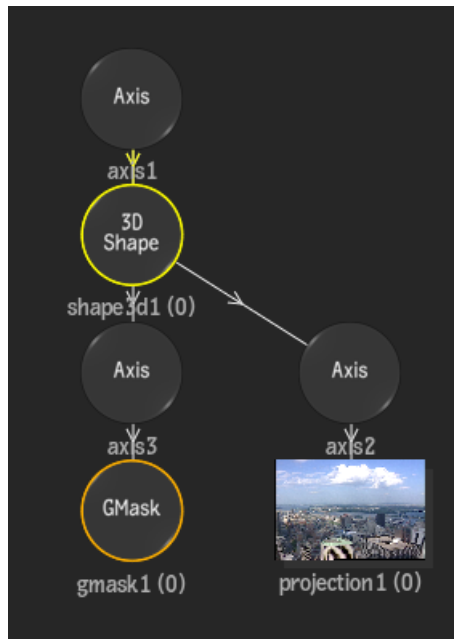 Axis
axis1
3D
Shape
shape3d1 (0)
Axis
Axis
axis3
axis2
GMask
gmask1 (0)
projection1 (0)